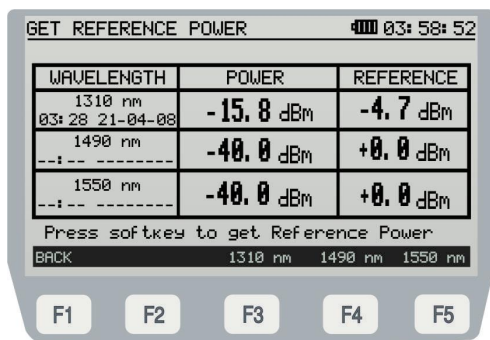 GET REFERENCE POWER 03:58:52
WAVELENGTH POWER REFERENCE
1310 nm
03:28 21-04-08 -15.8 dBm -4.7 dBm
1490 nm
--:-- -------- -40.0 dBm +0.0 dBm
1550 nm
--:-- -------- -40.0 dBm +0.0 dBm
Press softkey to get Reference Power
BACK 1310 nm 1490 nm 1550 nm
F1 F2 F3 F4 F5